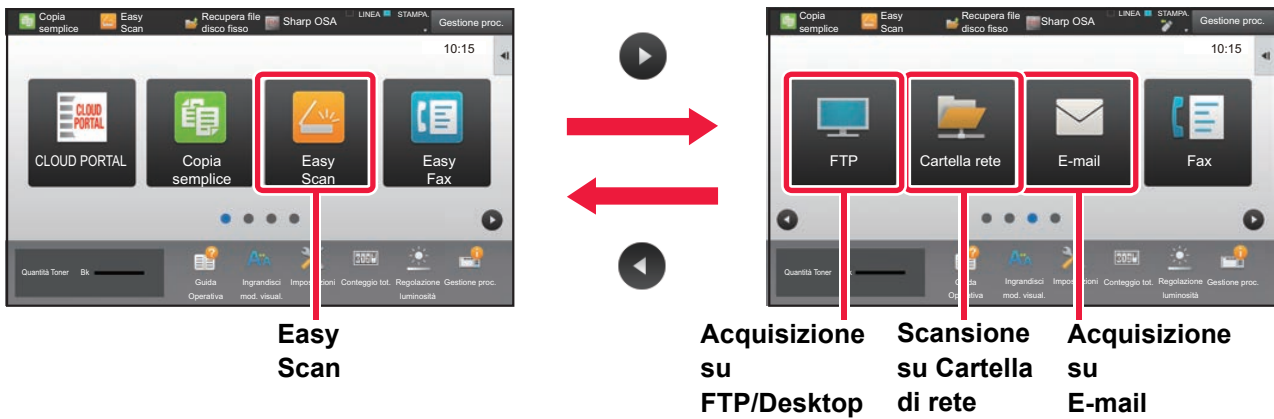 Copia
semplice
Easy
Scan
Recupera file
disco fisso
Sharp OSA
LINEA
STAMPA.
Gestione proc.
10:15
CLOUD
PORTAL
CLOUD PORTAL
Copia
semplice
Easy
Scan
Easy
Fax
Quantità Toner Bk
Guida
Operativa
Ingrandisci
mod. visual.
Impostazioni
Conteggio tot.
Regolazione
luminosità
Gestione proc.
Easy
Scan
Copia
semplice
Easy
Scan
Recupera file
disco fisso
Sharp OSA
LINEA
STAMPA.
Gestione proc.
10:15
FTP
Cartella rete
E-mail
Fax
Quantità Toner
Ingrandisci
mod. visual.
Conteggio tot.
Regolazione
luminosità
Gestione proc.
Acquisizione
su
FTP/Desktop
Scansione
su Cartella
di rete
Acquisizione
su
E-mail